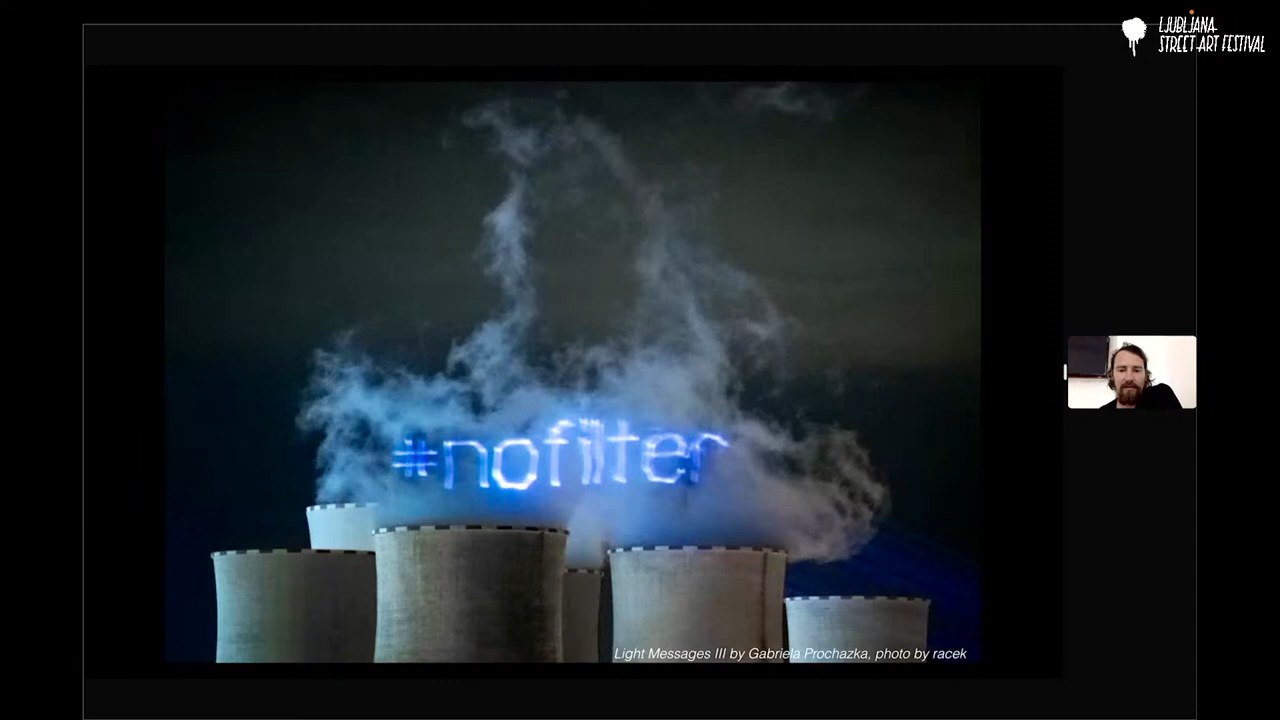 LJUBLJANA
STREET ART FESTIVAL
#nofilter
Light Messages III by Gabriela Prochazka, photo by racek